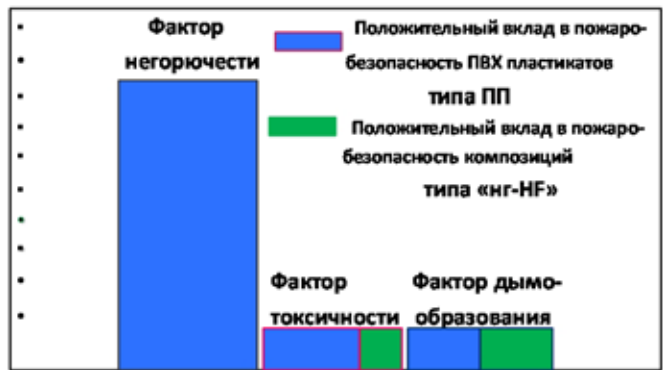 Фактор
негорючести
Положительный вклад в пожаро-
безопасность ПВХ пластикатов
типа ПП
Положительный вклад в пожаро-
безопасность композиций
типа «нг-HF»
Фактор
токсичности
Фактор дымо-
образования